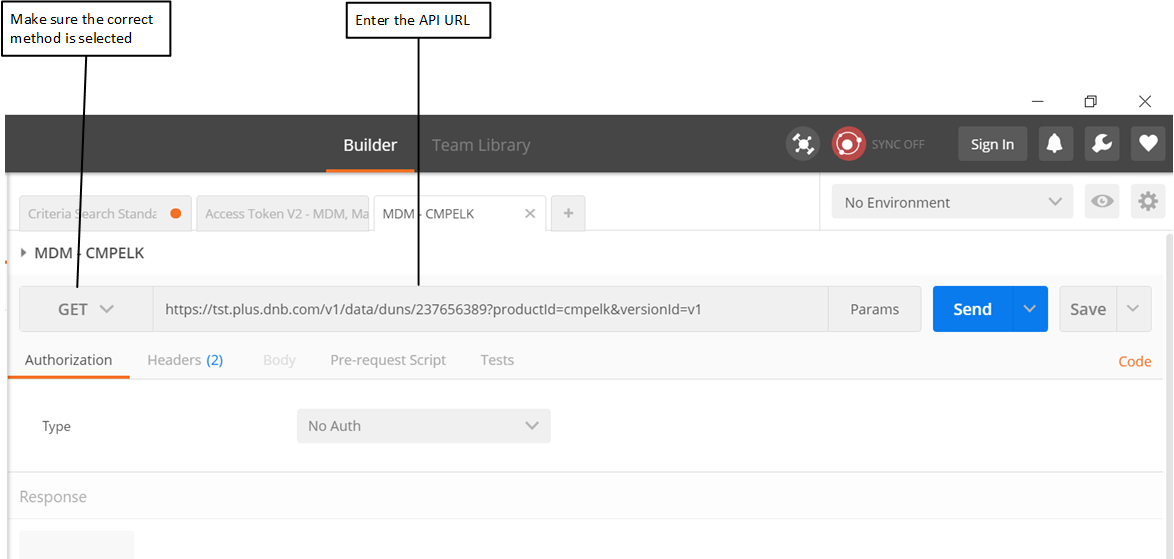 Make sure the correct
method is selected
Enter the API URL
Builder
Team Library
SYNC OFF
Sign In
Criteria Search Standa
Access Token V2 - MDM, Ma
MDM - CMPELK
No Environment
MDM - CMPELK
GET
https://tst.plus.dnb.com/v1/data/duns/237656389?productId=cmpelk&versionId=v1
Params
Send
Save
Authorization
Headers (2)
Body
Pre-request Script
Tests
Code
Type
No Auth
Response